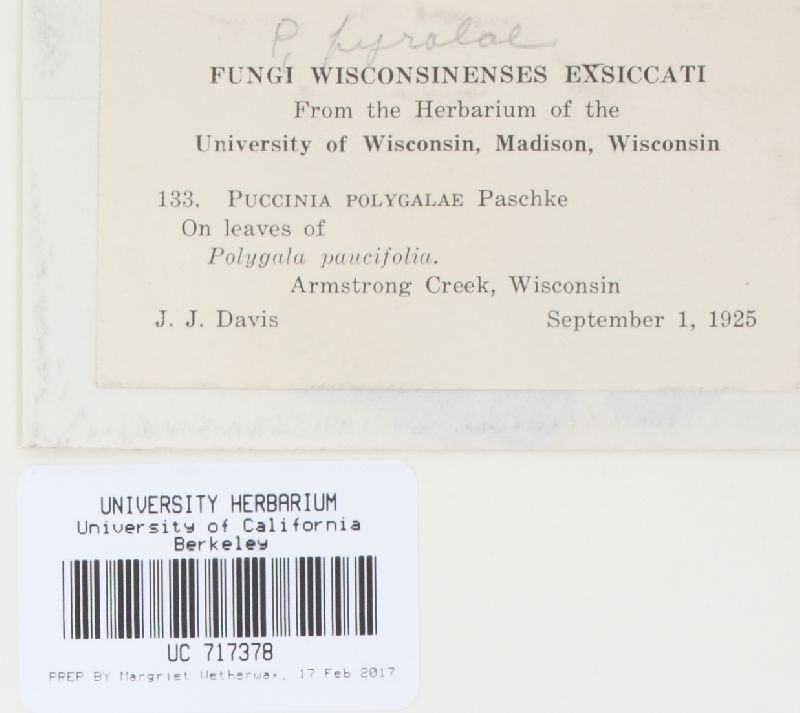 P. pyrolae
FUNGI WISCONSINENSES EXSICCATI
From the Herbarium of the
University of Wisconsin, Madison, Wisconsin
133. PUCCINIA POLYGALAE Paschke
On leaves of
Polygala paucifolia.
Armstrong Creek, Wisconsin
J. J. Davis September 1, 1925
UNIVERSITY HERBARIUM
University of California
Berkeley
UC 717378
PREP BY Margriet Wetherwax, 17 Feb 2017